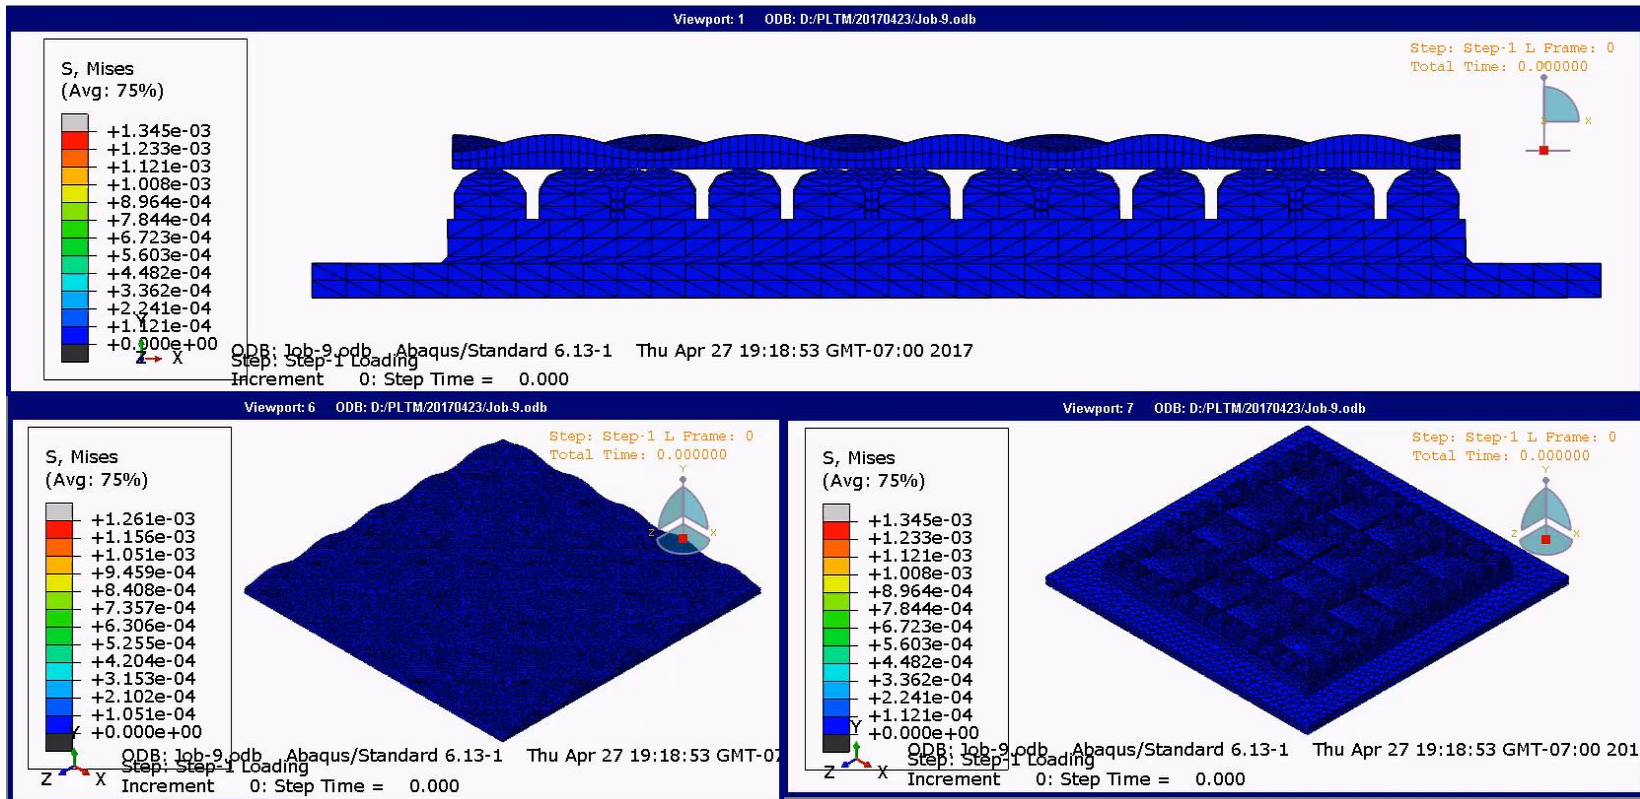 Viewport: 1 ODB: D:/PLTM/20170423/Job-9.odb
Step: Step-1 L Frame: 0
Total Time: 0.000000
S, Mises
(Avg: 75%)
+1.345e-03
+1.233e-03
+1.121e-03
+1.008e-03
+8.964e-04
+7.844e-04
+6.723e-04
+5.603e-04
+4.482e-04
+3.362e-04
+2.241e-04
+1.121e-04
+0.000e+00
Y
Z X
Y
Z X
ODB: Job-9.odb Abaqus/Standard 6.13-1 Thu Apr 27 19:18:53 GMT-07:00 2017
Step: Step-1 Loading
Increment 0: Step Time = 0.000
Viewport: 6 ODB: D:/PLTM/20170423/Job-9.odb
Step: Step-1 L Frame: 0
Total Time: 0.000000
S, Mises
(Avg: 75%)
+1.261e-03
+1.156e-03
+1.051e-03
+9.459e-04
+8.408e-04
+7.357e-04
+6.306e-04
+5.255e-04
+4.204e-04
+3.153e-04
+2.102e-04
+1.051e-04
+0.000e+00
Y
Z X
Y
Z X
ODB: Job-9.odb Abaqus/Standard 6.13-1 Thu Apr 27 19:18:53 GMT-07
Step: Step-1 Loading
Increment 0: Step Time = 0.000
Viewport: 7 ODB: D:/PLTM/20170423/Job-9.odb
Step: Step-1 L Frame: 0
Total Time: 0.000000
S, Mises
(Avg: 75%)
+1.345e-03
+1.233e-03
+1.121e-03
+1.008e-03
+8.964e-04
+7.844e-04
+6.723e-04
+5.603e-04
+4.482e-04
+3.362e-04
+2.241e-04
+1.121e-04
+0.000e+00
Y
Z X
Y
Z X
ODB: Job-9.odb Abaqus/Standard 6.13-1 Thu Apr 27 19:18:53 GMT-07:00 201
Step: Step-1 Loading
Increment 0: Step Time = 0.000